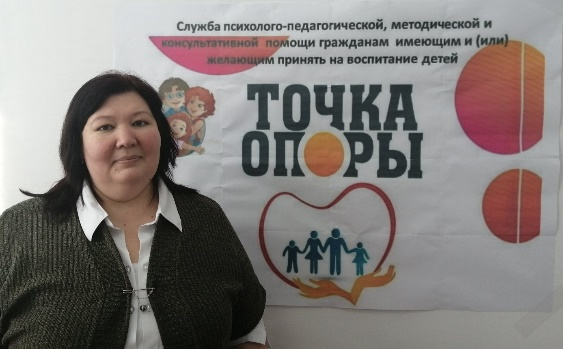 Служба психолого-педагогической, методической и
консультативной помощи гражданам имеющим и (или)
желающим принять на воспитание детей
ТОЧКА
ОПОРЫ